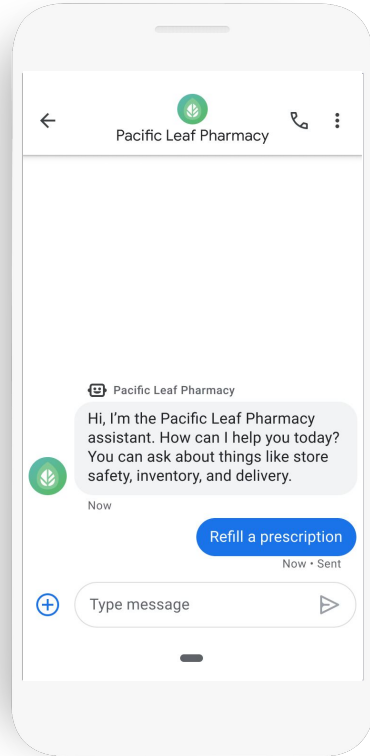 Pacific Leaf Pharmacy
Pacific Leaf Pharmacy
Hi, I'm the Pacific Leaf Pharmacy
assistant. How can I help you today?
You can ask about things like store
safety, inventory, and delivery.
Now
Refill a prescription
Now • Sent
Type message